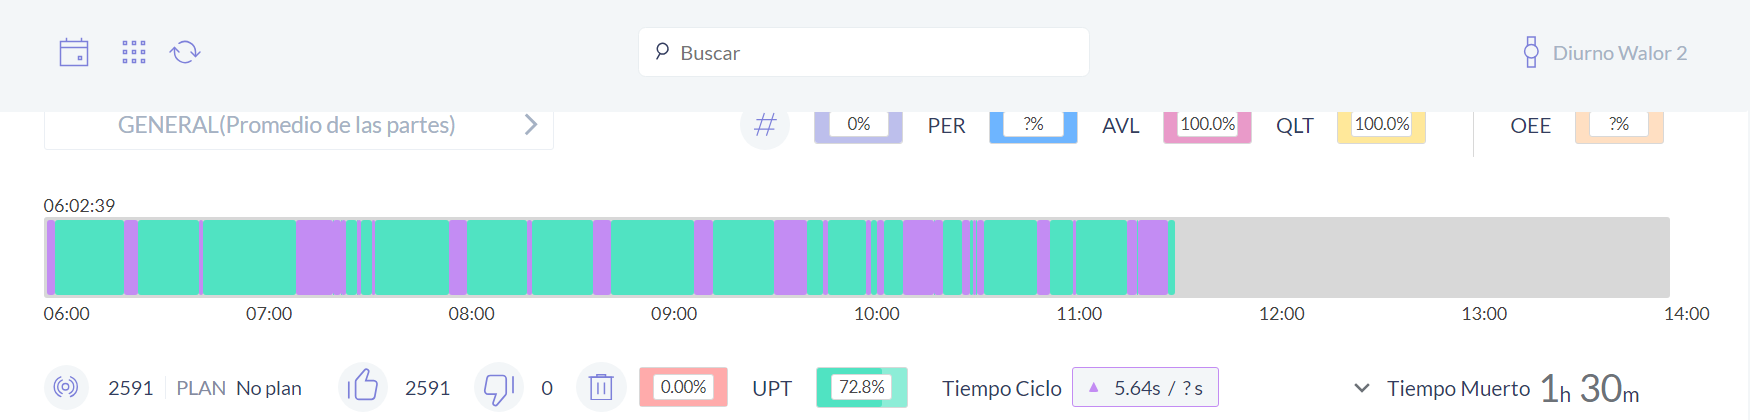 Buscar
Diurno Walor 2
GENERAL(Promedio de las partes)
# 0% PER ?% AVL 100.0% QLT 100.0% OEE ?%
06:02:39
06:00 07:00 08:00 09:00 10:00 11:00 12:00 13:00 14:00
2591 PLAN No plan 2591 0 0.00% UPT 72.8% Tiempo Ciclo 5.64s / ? s Tiempo Muerto 1h 30m